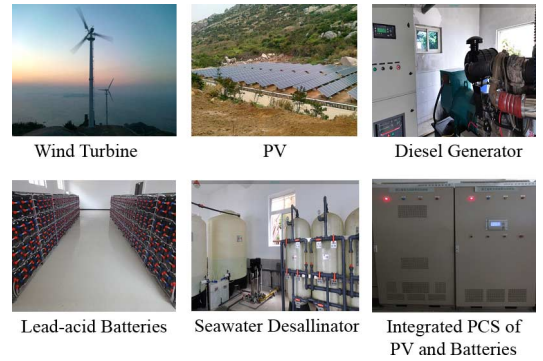 Wind Turbine
PV
Diesel Generator
Lead-acid Batteries
Seawater Desallinator
Integrated PCS of
PV and Batteries